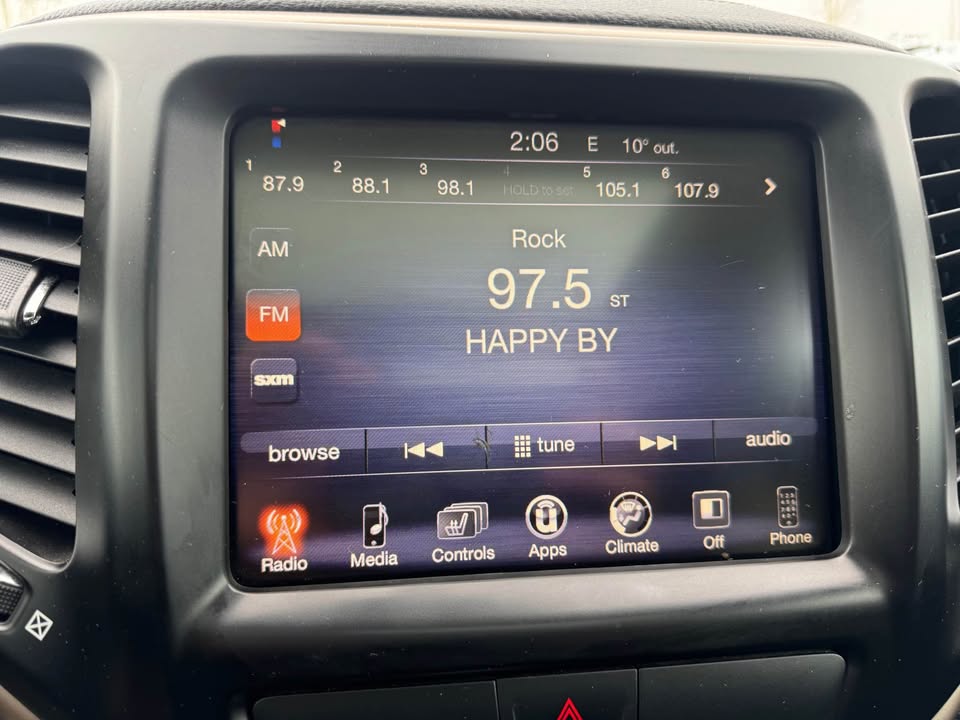 2:06 E 10° out.
1 87.9 2 88.1 3 98.1 4 HOLD to set 5 105.1 6 107.9
AM
Rock
FM
97.5 ST
HAPPY BY
sxm
browse tune audio
Radio Media Controls Apps Climate Off Phone